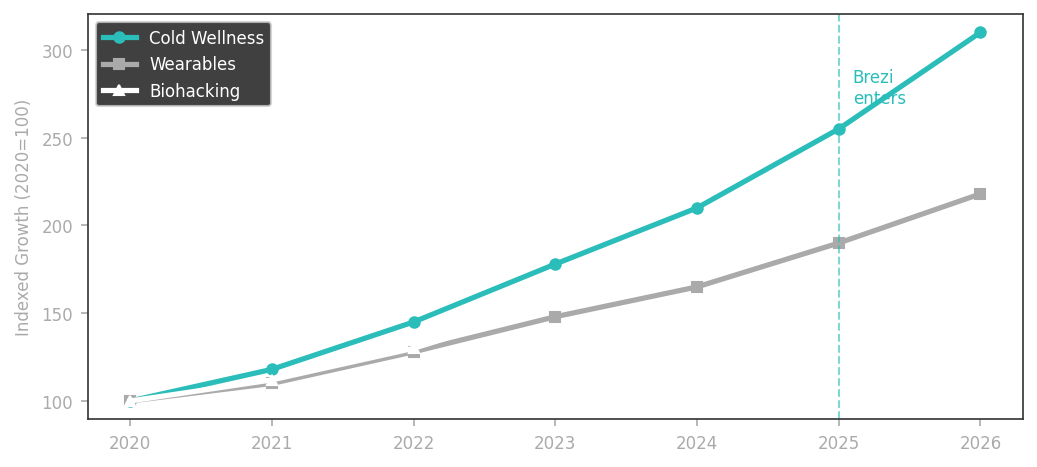 Cold Wellness
Wearables
Biohacking
Brezi
enters
Indexed Growth (2020=100)
300
250
200
150
100
2020 2021 2022 2023 2024 2025 2026